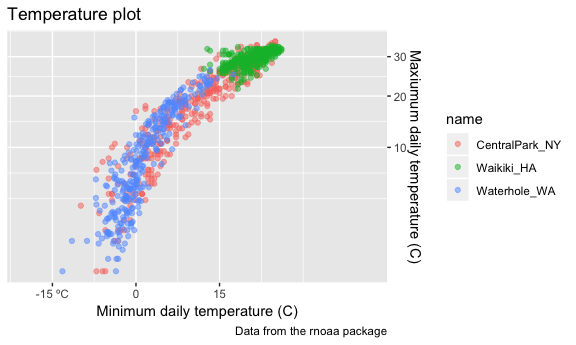 Temperature plot
30
20
10
Maxiumum daily temperature (C)
-15 ºC
0
15
Minimum daily temperature (C)
Data from the rnoaa package
name
CentralPark_NY
Waikiki_HA
Waterhole_WA